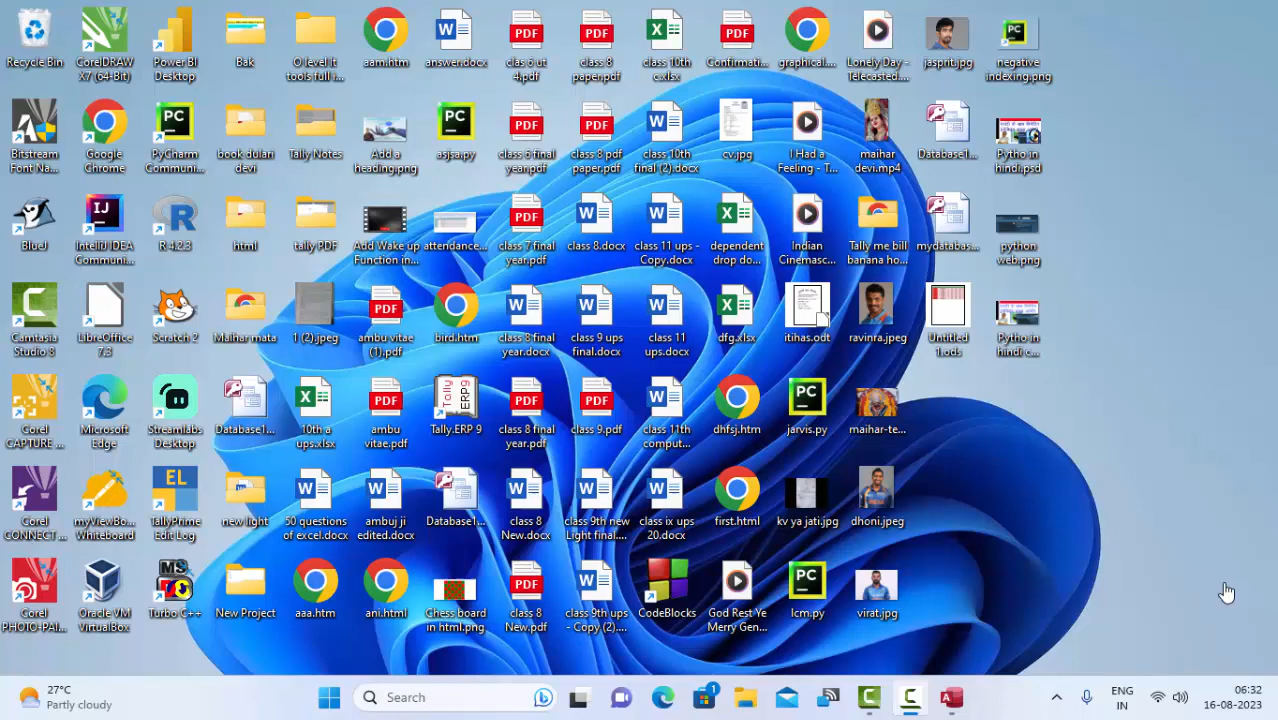 Recycle Bin
CorelDRAW
X7 (64-Bit)
Power BI
Desktop
Bak
O level It
tools full i...
aam.htm
answer.docx
clas 6 ut
4.pdf
class 8
paper.pdf
class 10th
c.xlsx
Confirmati...
graphical....
Lonely Day -
Telecasted....
jasprit.jpg
negative
indexing.png
Bitstream
Font Na...
Google
Chrome
PyCharm
Communi...
book dulari
devi
Tally Notes
Add a
heading.png
asjsa.py
class 6 final
year.pdf
class 8 pdf
paper.pdf
class 10th
final (2).docx
cv.jpg
I Had a
Feeling - T...
maihar
devi.mp4
Database1...
Pytho in
hindi.psd
BlueJ
IntelliJ IDEA
Communi...
R 4.2.3
html
tally PDF
Add Wake up
Function in...
attendance...
class 7 final
year.pdf
class 8.docx
class 11 ups -
Copy.docx
dependent
drop do...
Indian
Cinemasc...
Tally me bill
banana ho...
mydatabas...
python
web.png
Camtasia
Studio 8
LibreOffice
7.3
Scratch 2
Maihar mata
1 (2).jpeg
ambu vitae
(1).pdf
bird.htm
class 8 final
year.docx
class 9 ups
final.docx
class 11
ups.docx
dfg.xlsx
itihas.odt
ravinra.jpeg
Untitled
1.ods
Pytho in
hindi c...
Corel
CAPTURE ...
Microsoft
Edge
Streamlabs
Desktop
Database1...
10th a
ups.xlsx
ambu
vitae.pdf
Tally.ERP 9
class 8 final
year.pdf
class 9.pdf
class 11th
comput...
dhfsj.htm
jarvis.py
maihar-te...
Corel
CONNECT ...
myViewBo...
Whiteboard
TallyPrime
Edit Log
new light
50 questions
of excel.docx
ambuj ji
edited.docx
Database1...
class 8
New.docx
class 9th new
Light final....
class ix ups
20.docx
first.html
kv ya jati.jpg
dhoni.jpeg
Corel
PHOTO-PAI...
Oracle VM
VirtualBox
Turbo C++
New Project
aaa.htm
ani.html
Chess board
in html.png
class 8
New.pdf
class 9th ups
- Copy (2)....
CodeBlocks
God Rest Ye
Merry Gen...
lcm.py
virat.jpg
27°C
Partly cloudy
Search
1
ENG
IN
06:32
16-08-2023